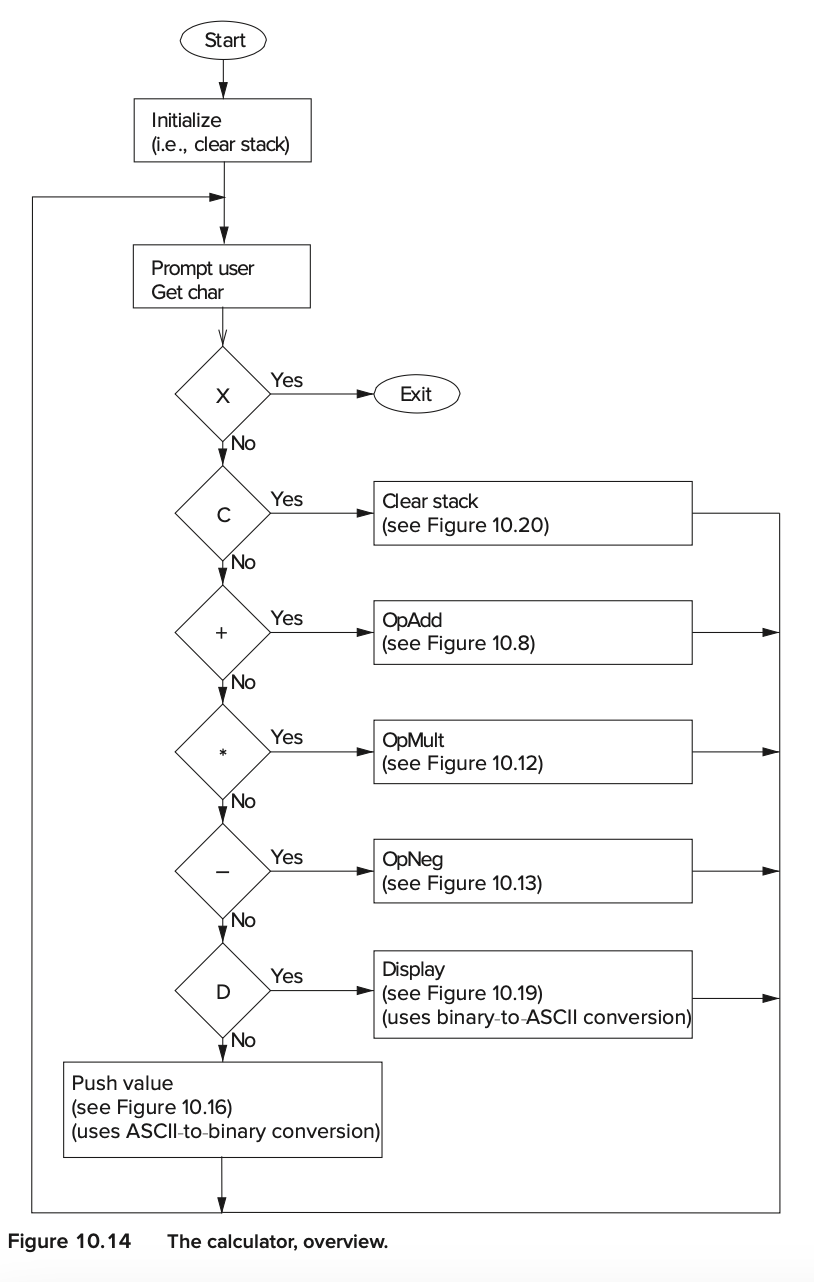 Start
Initialize
(i.e., clear stack)
Prompt user
Get char
X
Yes
Exit
No
C
Yes
Clear stack
(see Figure 10.20)
No
+
Yes
OpAdd
(see Figure 10.8)
No
*
Yes
OpMult
(see Figure 10.12)
No
−
Yes
OpNeg
(see Figure 10.13)
No
D
Yes
Display
(see Figure 10.19)
(uses binary-to-ASCII conversion)
No
Push value
(see Figure 10.16)
(uses ASCII-to-binary conversion)
Figure 10.14 The calculator, overview.